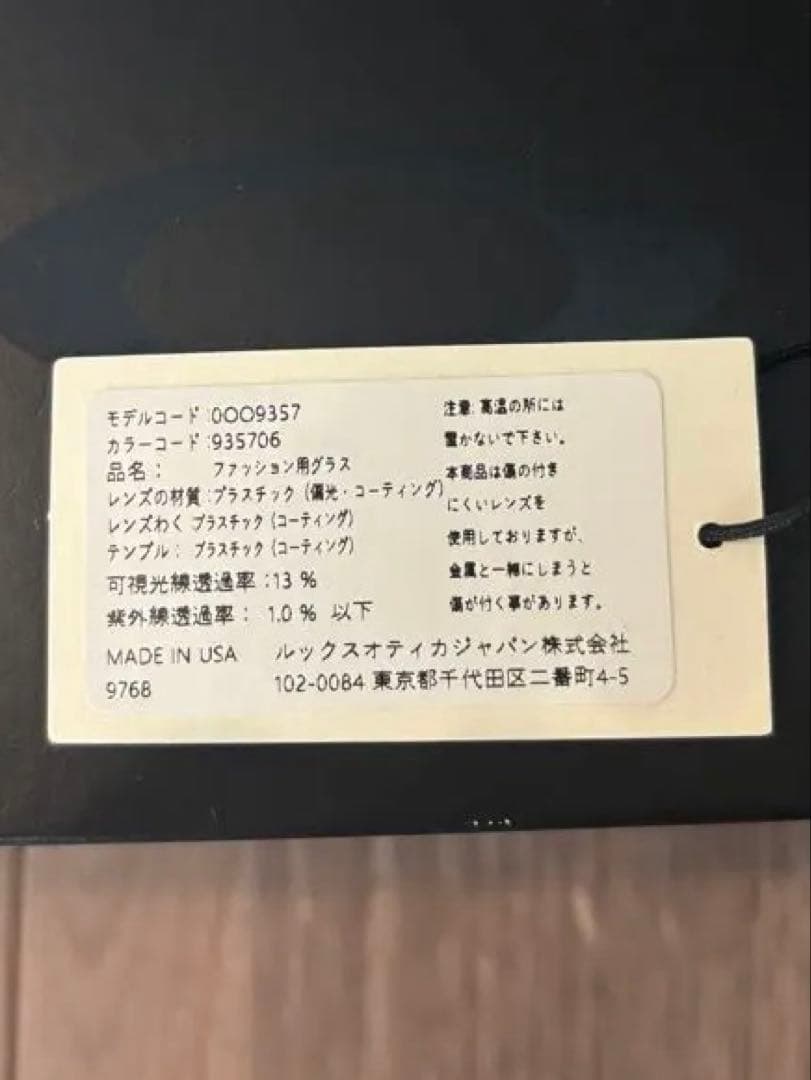 モデルコード :0OO9357
カラーコード :935706
品名： ファッション用グラス
レンズの材質 :プラスチック (偏光・コーティング)
レンズわく プラスチック (コーティング)
テンプル： プラスチック (コーティング)
可視光線透過率 :13 %
紫外線透過率： 1.0 % 以下
MADE IN USA
9768
注意: 高温の所には
置かないで下さい。
本商品は傷の付き
にくいレンズを
使用しておりますが、
金属と一緒にしまうと
傷が付く事があります。
ルックスオティカジャパン株式会社
102-0084 東京都千代田区二番町4-5